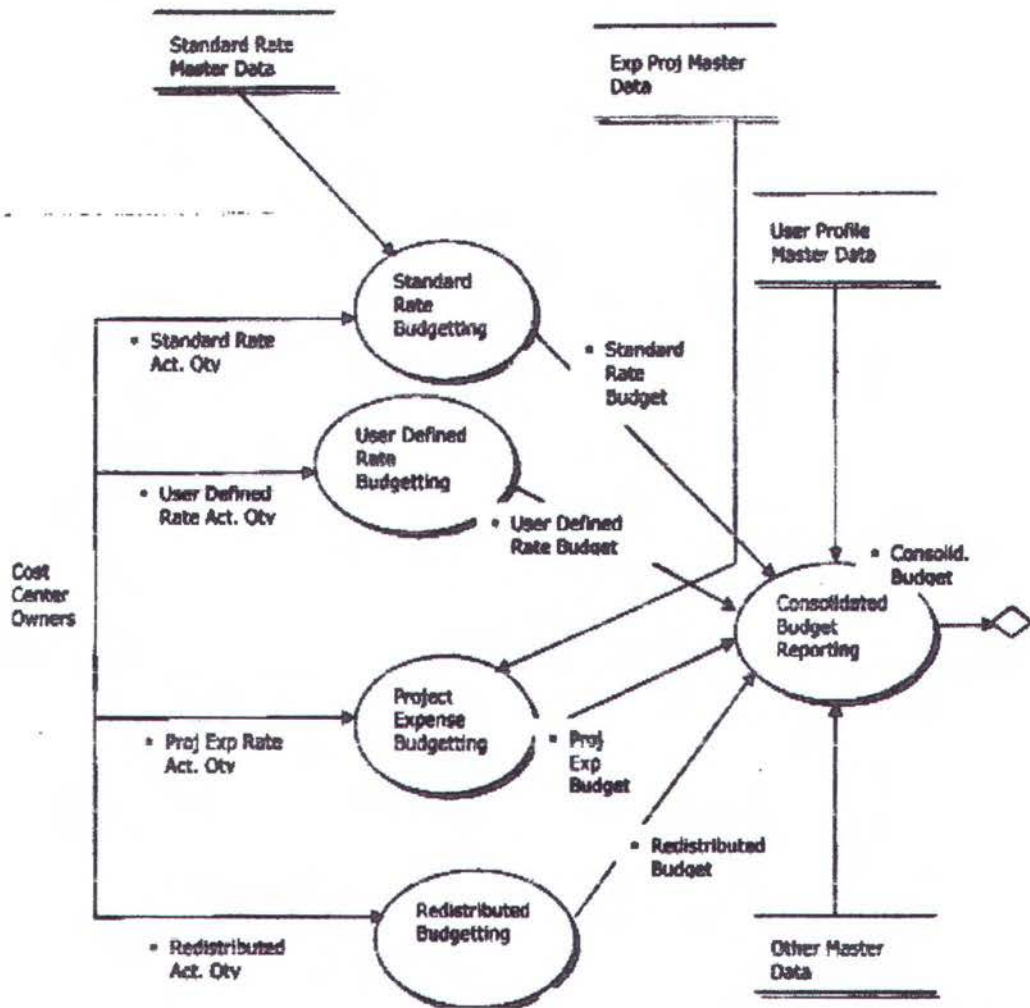 Standard Rate
Master Data
Exp Proj Master
Data
User Profile
Master Data
Standard
Rate
Budgetting
• Standard Rate
Act. Qty
• Standard
Rate
Budget
User Defined
Rate
Budgetting
• User Defined
Rate Act. Qty
• User Defined
Rate Budget
Cost
Center
Owners
• Consolid.
Budget
Consolidated
Budget
Reporting
Project
Expense
Budgetting
• Proj Exp Rate
Act. Qty
• Proj
Exp
Budget
• Redistributed
Budget
Redistributed
Budgetting
• Redistributed
Act. Qty
Other Master
Data